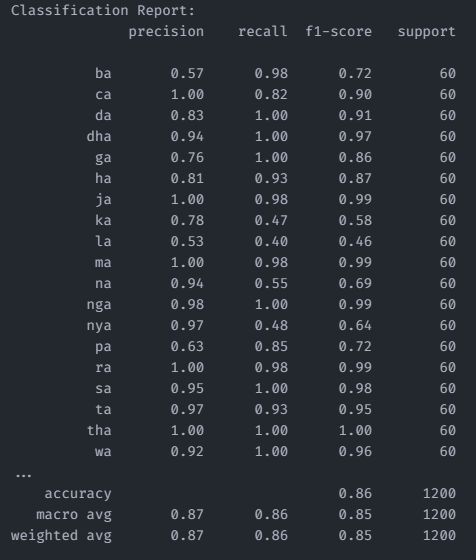 Classification Report:
precision recall f1-score support
ba 0.57 0.98 0.72 60
ca 1.00 0.82 0.90 60
da 0.83 1.00 0.91 60
dha 0.94 1.00 0.97 60
ga 0.76 1.00 0.86 60
ha 0.81 0.93 0.87 60
ja 1.00 0.98 0.99 60
ka 0.78 0.47 0.58 60
la 0.53 0.40 0.46 60
ma 1.00 0.98 0.99 60
na 0.94 0.55 0.69 60
nga 0.98 1.00 0.99 60
nya 0.97 0.48 0.64 60
pa 0.63 0.85 0.72 60
ra 1.00 0.98 0.99 60
sa 0.95 1.00 0.98 60
ta 0.97 0.93 0.95 60
tha 1.00 1.00 1.00 60
wa 0.92 1.00 0.96 60
...
accuracy 0.86 1200
macro avg 0.87 0.86 0.85 1200
weighted avg 0.87 0.86 0.85 1200